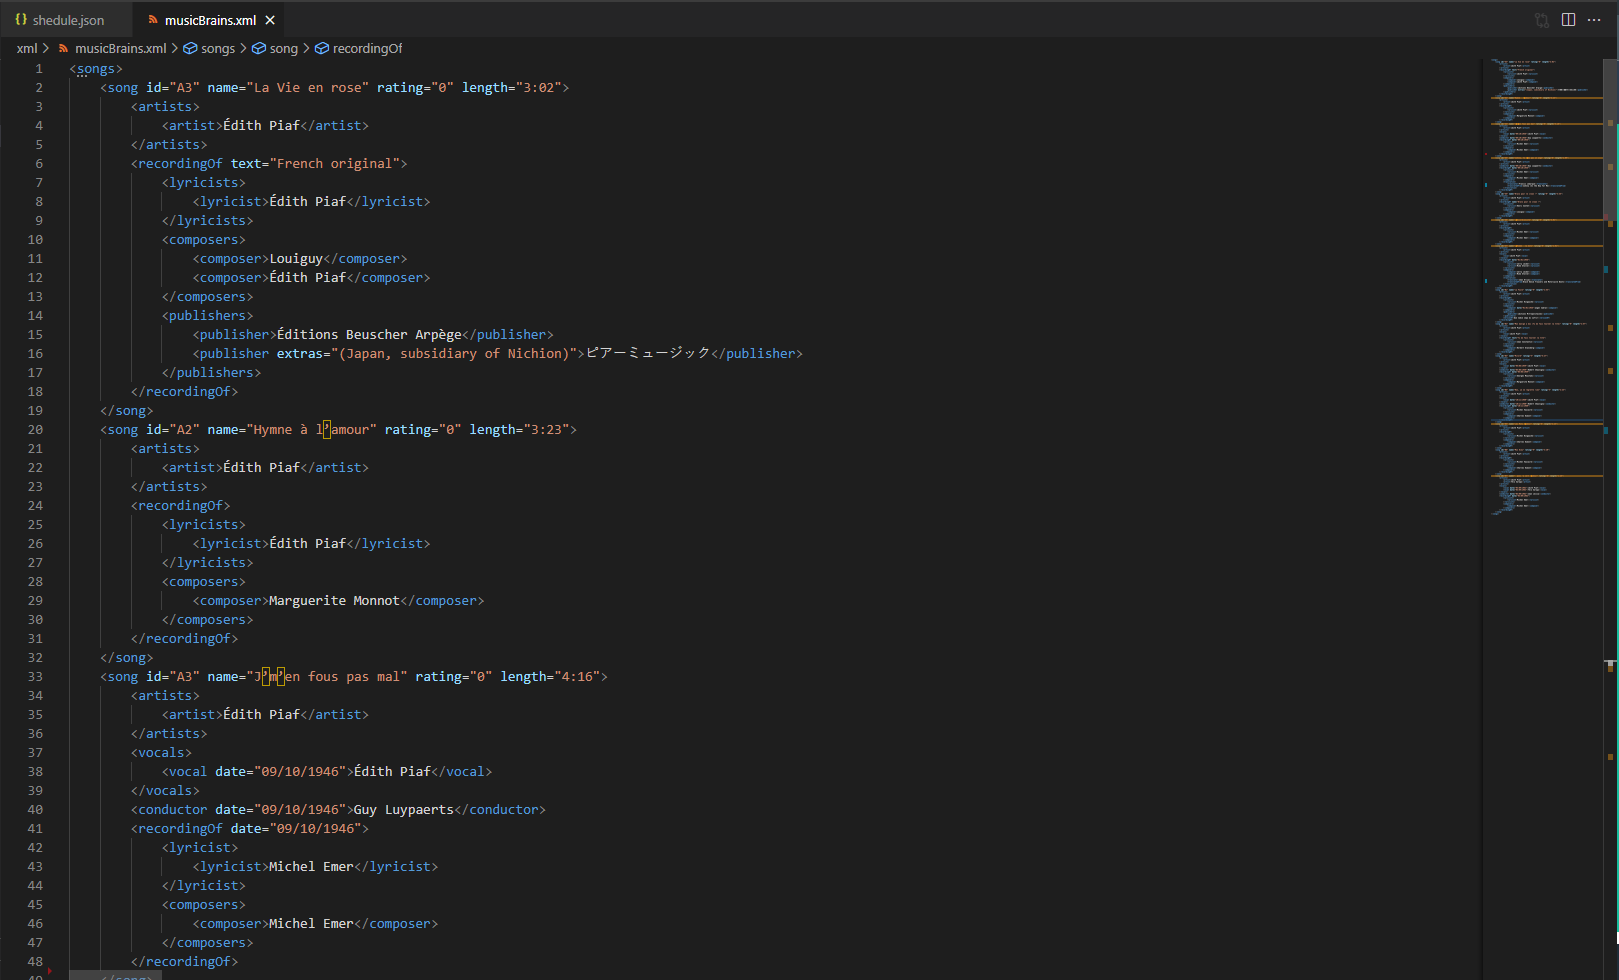 {} shedule.json musicBrains.xml
xml > musicBrains.xml > songs > song > recordingOf
1 <songs>
2 <song id="A3" name="La Vie en rose" rating="0" length="3:02">
3 <artists>
4 <artist>Édith Piaf</artist>
5 </artists>
6 <recordingOf text="French original">
7 <lyricists>
8 <lyricist>Édith Piaf</lyricist>
9 </lyricists>
10 <composers>
11 <composer>Louiguy</composer>
12 <composer>Édith Piaf</composer>
13 </composers>
14 <publishers>
15 <publisher>Éditions Beuscher Arpège</publisher>
16 <publisher extras="(Japan, subsidiary of Nichion)">ピアーミュージック</publisher>
17 </publishers>
18 </recordingOf>
19 </song>
20 <song id="A2" name="Hymne à l’amour" rating="0" length="3:23">
21 <artists>
22 <artist>Édith Piaf</artist>
23 </artists>
24 <recordingOf>
25 <lyricists>
26 <lyricist>Édith Piaf</lyricist>
27 </lyricists>
28 <composers>
29 <composer>Marguerite Monnot</composer>
30 </composers>
31 </recordingOf>
32 </song>
33 <song id="A3" name="J’m’en fous pas mal" rating="0" length="4:16">
34 <artists>
35 <artist>Édith Piaf</artist>
36 </artists>
37 <vocals>
38 <vocal date="09/10/1946">Édith Piaf</vocal>
39 </vocals>
40 <conductor date="09/10/1946">Guy Luypaerts</conductor>
41 <recordingOf date="09/10/1946">
42 <lyricist>
43 <lyricist>Michel Emer</lyricist>
44 </lyricist>
45 <composers>
46 <composer>Michel Emer</composer>
47 </composers>
48 </recordingOf>
49 </song>